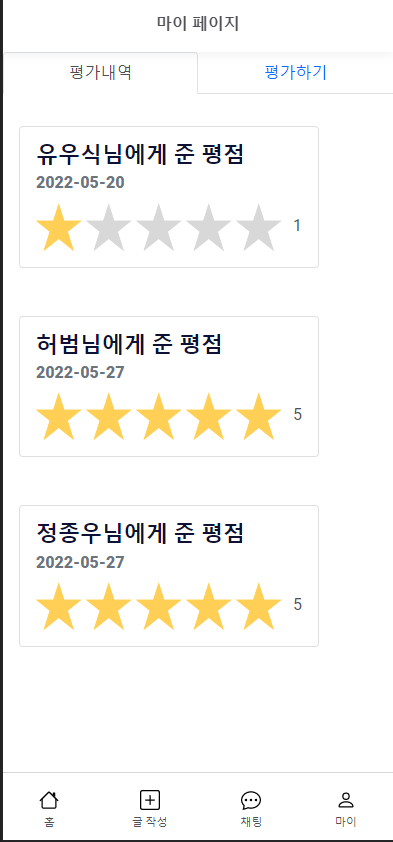 마이 페이지
평가내역 평가하기
유우식님에게 준 평점
2022-05-20
1
허범님에게 준 평점
2022-05-27
5
정종우님에게 준 평점
2022-05-27
5
홈 글 작성 채팅 마이